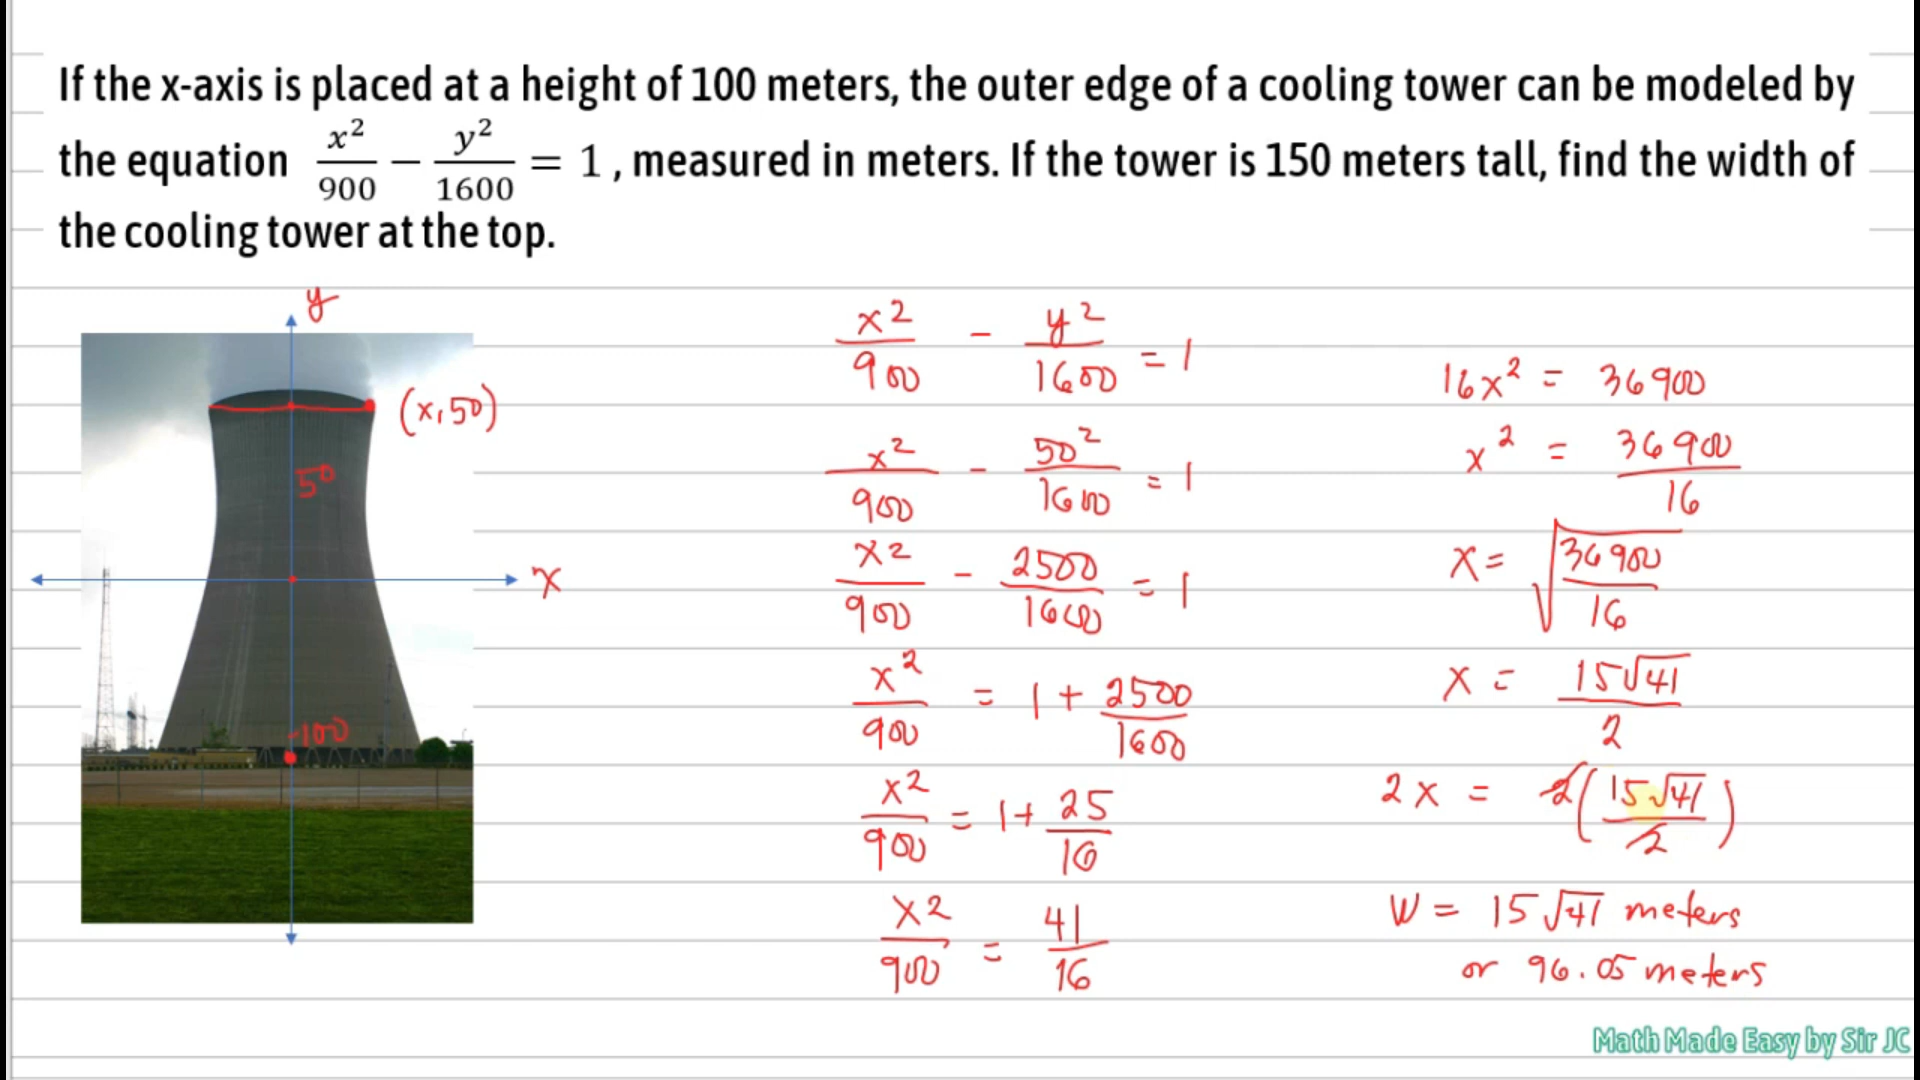 If the x-axis is placed at a height of 100 meters, the outer edge of a cooling tower can be modeled by
the equation x²/900 − y²/1600 = 1 , measured in meters. If the tower is 150 meters tall, find the width of
the cooling tower at the top.
y
(x, 50)
50
x
-100
x²/900 - y²/1600 = 1
x²/900 - 50²/1600 = 1
x²/900 - 2500/1600 = 1
x²/900 = 1 + 2500/1600
x²/900 = 1 + 25/16
x²/900 = 41/16
16x² = 36900
x² = 36900/16
x = √(36900/16)
x = 15√41/2
2x = 2(15√41/2)
W = 15√41 meters
or 96.05 meters
Math Made Easy by Sir JC